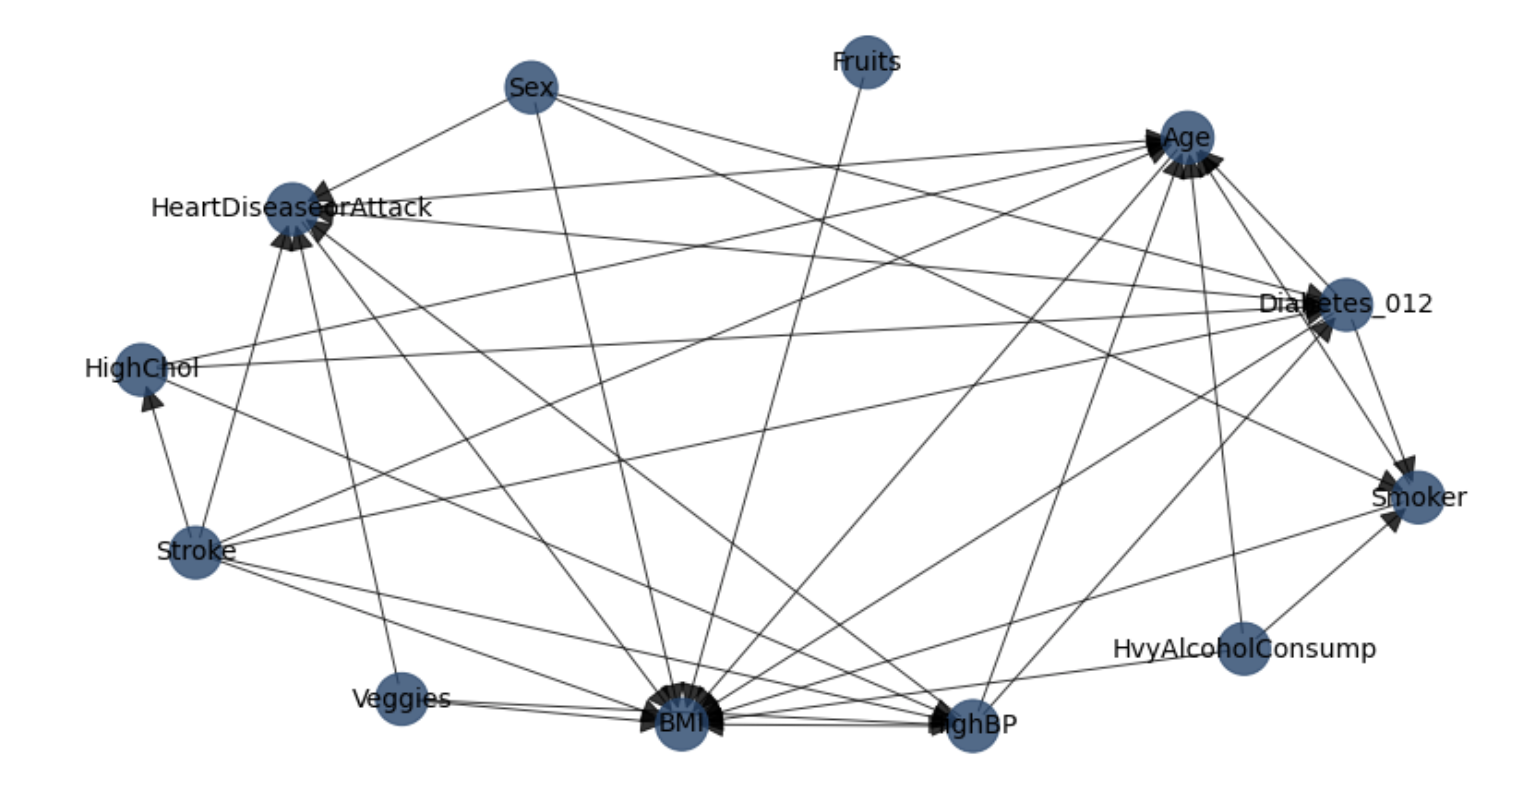 Fruits
Sex
Age
HeartDiseaseorAttack
Diabetes_012
HighChol
Smoker
Stroke
HvyAlcoholConsump
Veggies
BMI
HighBP